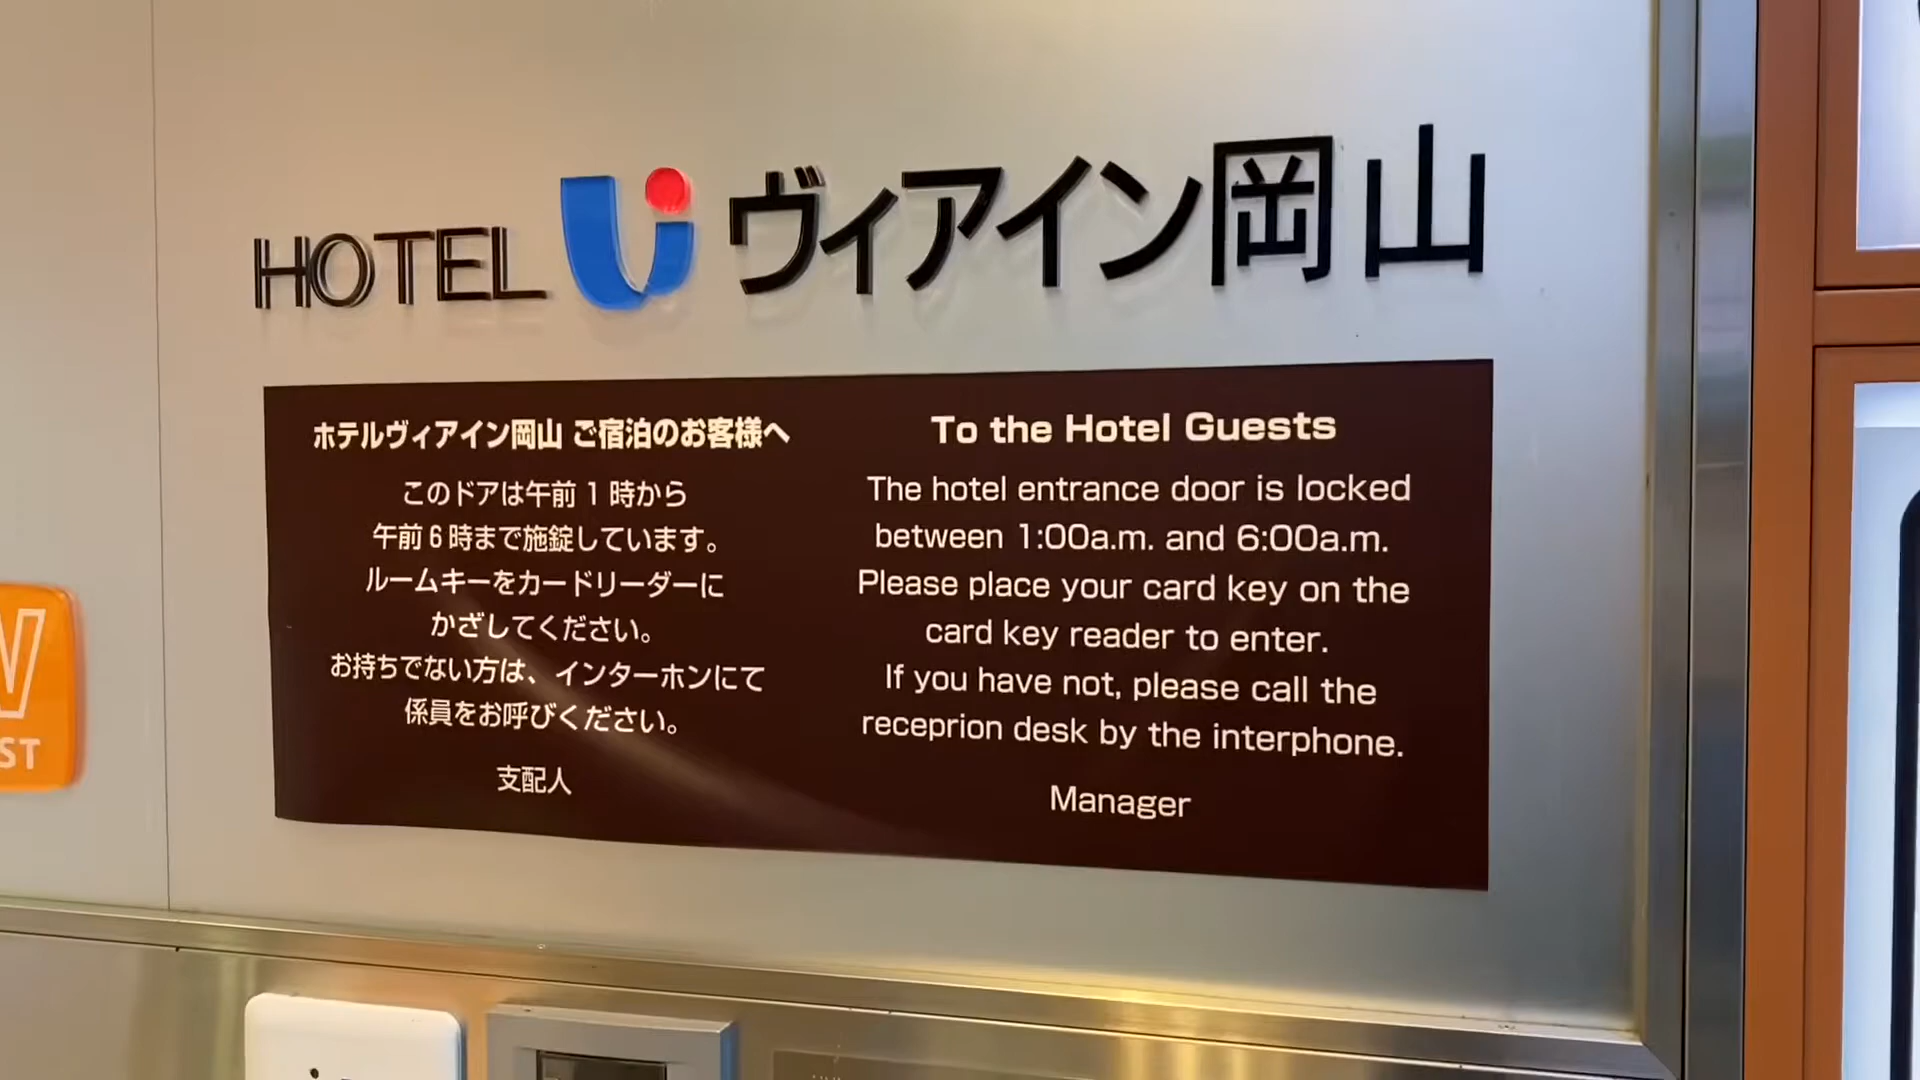 HOTEL Vi ヴィアイン岡山
ホテルヴィアイン岡山 ご宿泊のお客様へ
このドアは午前1時から
午前6時まで施錠しています。
ルームキーをカードリーダーに
かざしてください。
お持ちでない方は、インターホンにて
係員をお呼びください。
支配人
To the Hotel Guests
The hotel entrance door is locked
between 1:00a.m. and 6:00a.m.
Please place your card key on the
card key reader to enter.
If you have not, please call the
receprion desk by the interphone.
Manager
W
ST